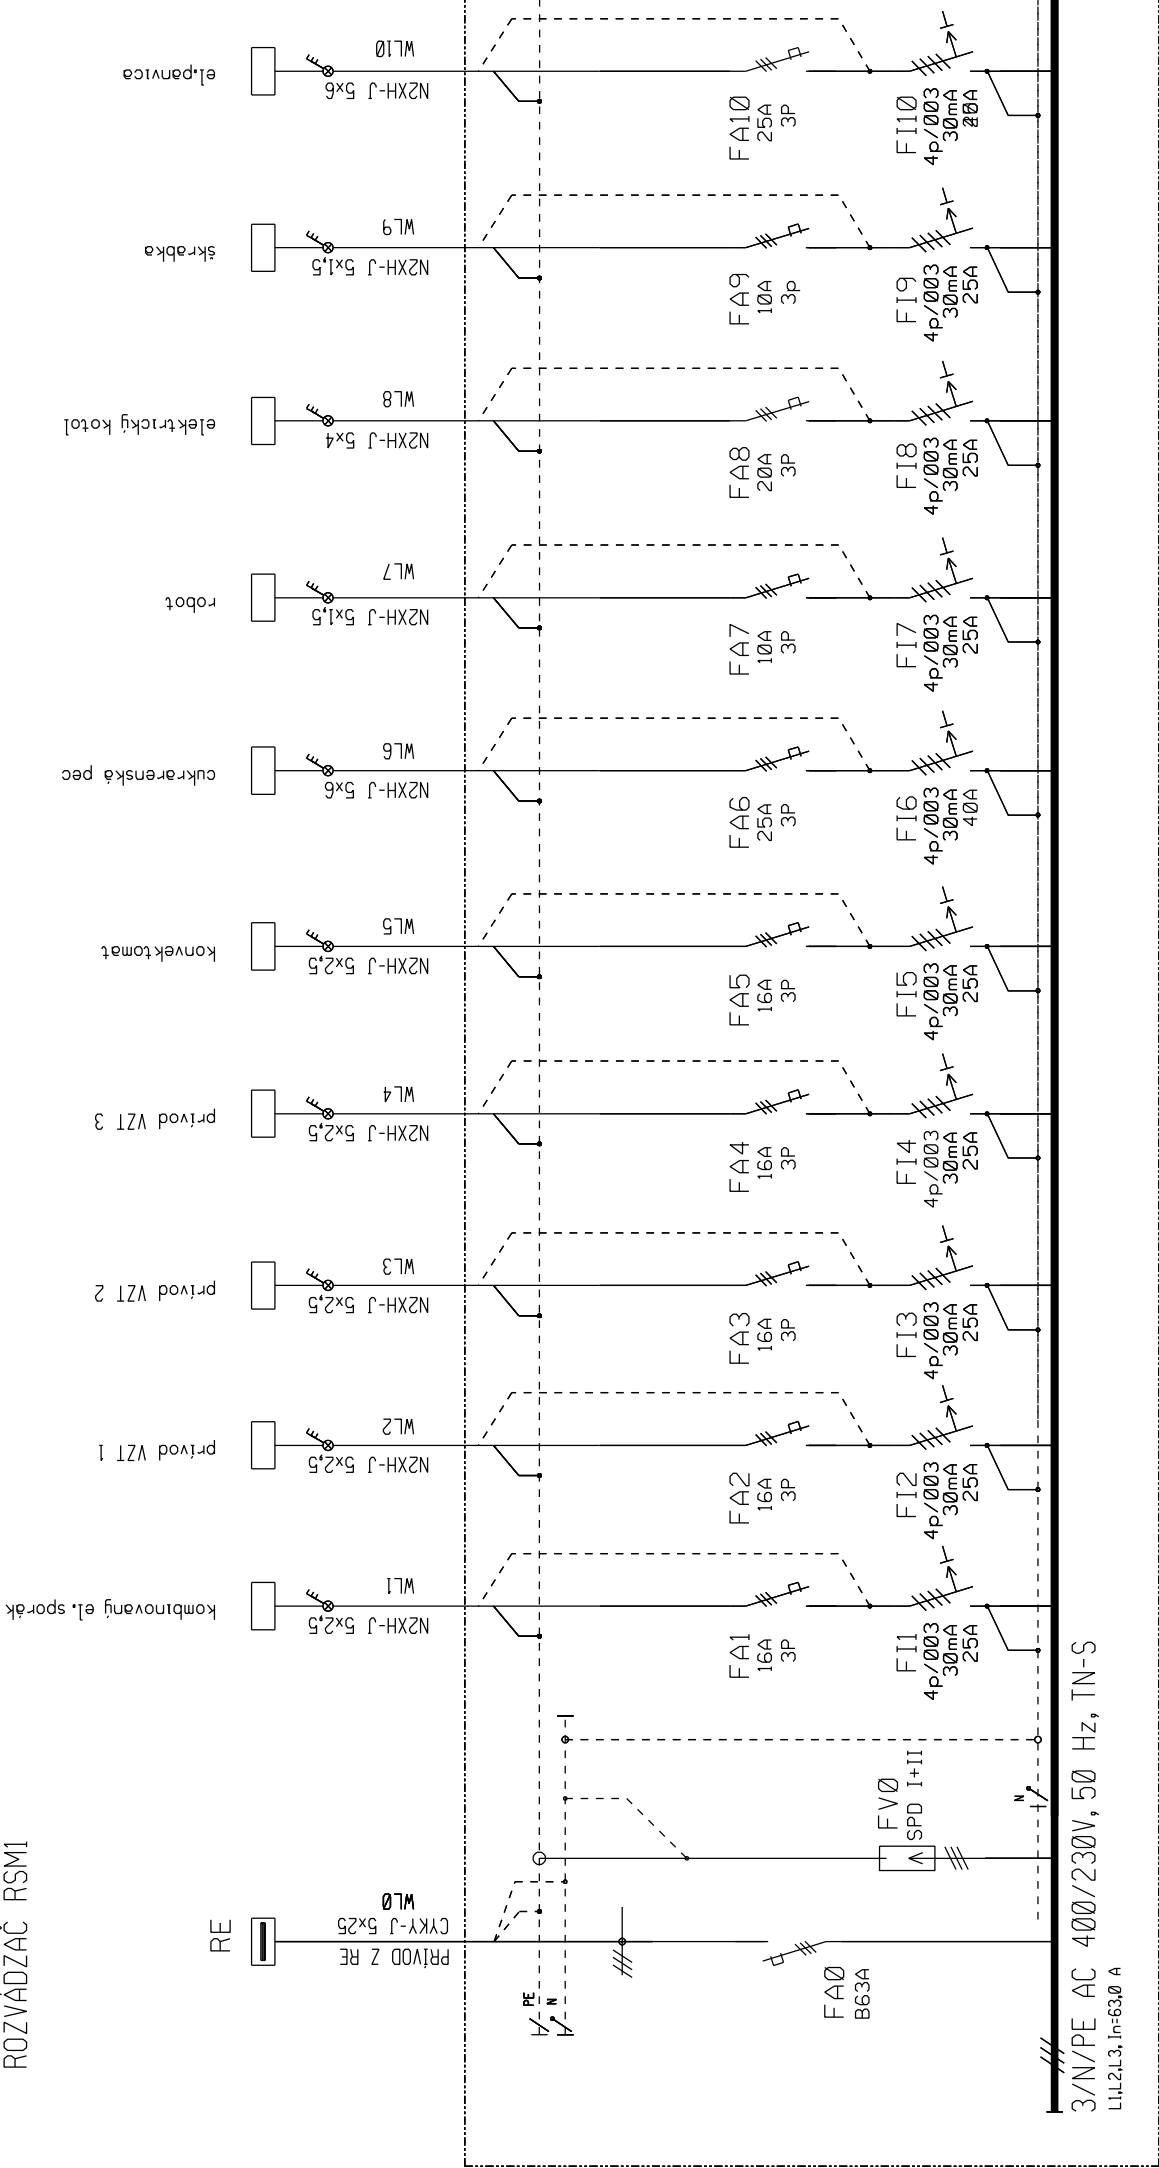 ROZVÁDZAČ RSM1
RE
PRÍVOD Z RE
CYKY-J 5x25
WL0
PE
N
FA0
B63A
FV0
SPD I+II
N
3/N/PE AC 400/230V, 50 Hz, TN-S
L1,L2,L3, In=63,0 A
kombinovaný el. sporák
N2XH-J 5x2,5
WL1
FA1
16A
3P
FI1
4p/003
30mA
25A
prívod VZT 1
N2XH-J 5x2,5
WL2
FA2
16A
3P
FI2
4p/003
30mA
25A
prívod VZT 2
N2XH-J 5x2,5
WL3
FA3
16A
3P
FI3
4p/003
30mA
25A
prívod VZT 3
N2XH-J 5x2,5
WL4
FA4
16A
3P
FI4
4p/003
30mA
25A
konvektomat
N2XH-J 5x2,5
WL5
FA5
16A
3P
FI5
4p/003
30mA
25A
cukrarenská pec
N2XH-J 5x6
WL6
FA6
25A
3P
FI6
4p/003
30mA
40A
robot
N2XH-J 5x1,5
WL7
FA7
10A
3P
FI7
4p/003
30mA
25A
elektrický kotol
N2XH-J 5x4
WL8
FA8
20A
3P
FI8
4p/003
30mA
25A
škrabka
N2XH-J 5x1,5
WL9
FA9
10A
3p
FI9
4p/003
30mA
25A
el.panvica
N2XH-J 5x6
WL10
FA10
25A
3P
FI10
4p/003
30mA